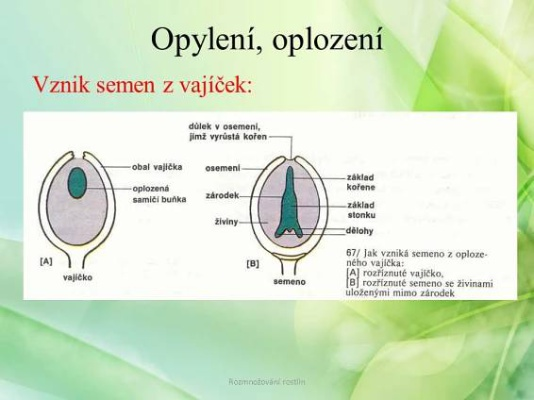 Opylení, oplození
Vznik semen z vajíček:
důlek v osemení,
jímž vyrůstá kořen
obal vajíčka
oplozená
samičí buňka
[A]
vajíčko
osemení
zárodek
živiny
základ
kořene
základ
stonku
dělohy
[B]
semeno
67/ Jak vzniká semeno z oploze-
ného vajíčka:
[A] rozříznuté vajíčko,
[B] rozříznuté semeno se živinami
uloženými mimo zárodek
Rozmnožování rostlin